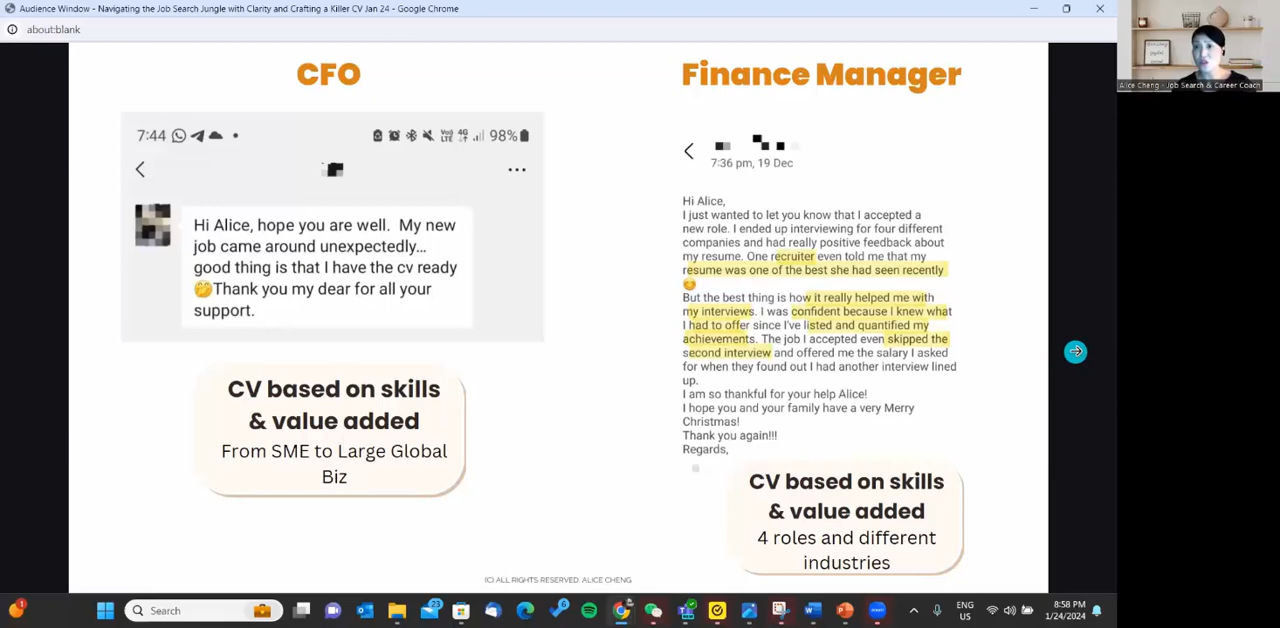 Audience Window - Navigating the Job Search Jungle with Clarity and Crafting a Killer CV Jan 24 - Google Chrome
about:blank
CFO
7:44
98%
Hi Alice, hope you are well. My new
job came around unexpectedly...
good thing is that I have the cv ready
Thank you my dear for all your
support.
CV based on skills
& value added
From SME to Large Global
Biz
Finance Manager
7:36 pm, 19 Dec
Hi Alice,
I just wanted to let you know that I accepted a
new role. I ended up interviewing for four different
companies and had really positive feedback about
my resume. One recruiter even told me that my
resume was one of the best she had seen recently
But the best thing is how it really helped me with
my interviews. I was confident because I knew what
I had to offer since I've listed and quantified my
achievements. The job I accepted even skipped the
second interview and offered me the salary I asked
for when they found out I had another interview lined
up.
I am so thankful for your help Alice!
I hope you and your family have a very Merry
Christmas!
Thank you again!!!
Regards,
CV based on skills
& value added
4 roles and different
industries
(C) ALL RIGHTS RESERVED. ALICE CHENG
Alice Cheng - Job Search & Career Coach
1
Search
23
6
ENG
US
8:58 PM
1/24/2024